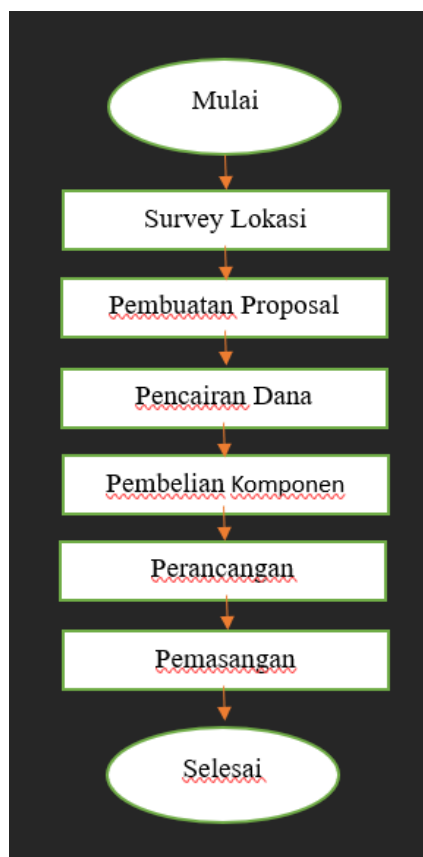 Mulai
Survey Lokasi
Pembuatan Proposal
Pencairan Dana
Pembelian Komponen
Perancangan
Pemasangan
Selesai